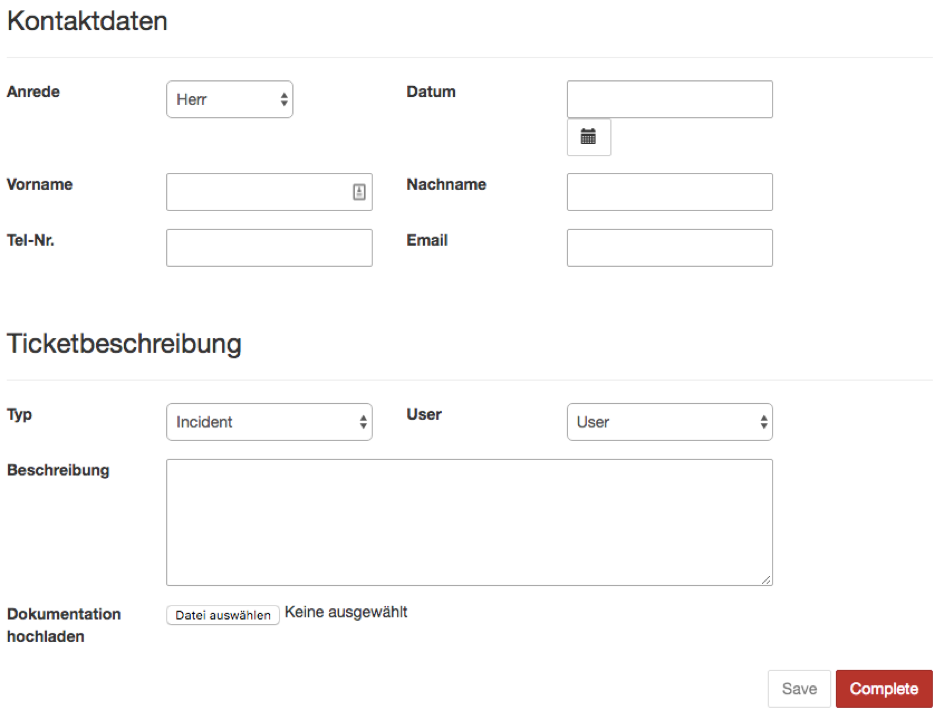 Kontaktdaten
Anrede Herr Datum
Vorname Nachname
Tel-Nr. Email
Ticketbeschreibung
Typ Incident User User
Beschreibung
Dokumentation hochladen Datei auswählen Keine ausgewählt
Save Complete